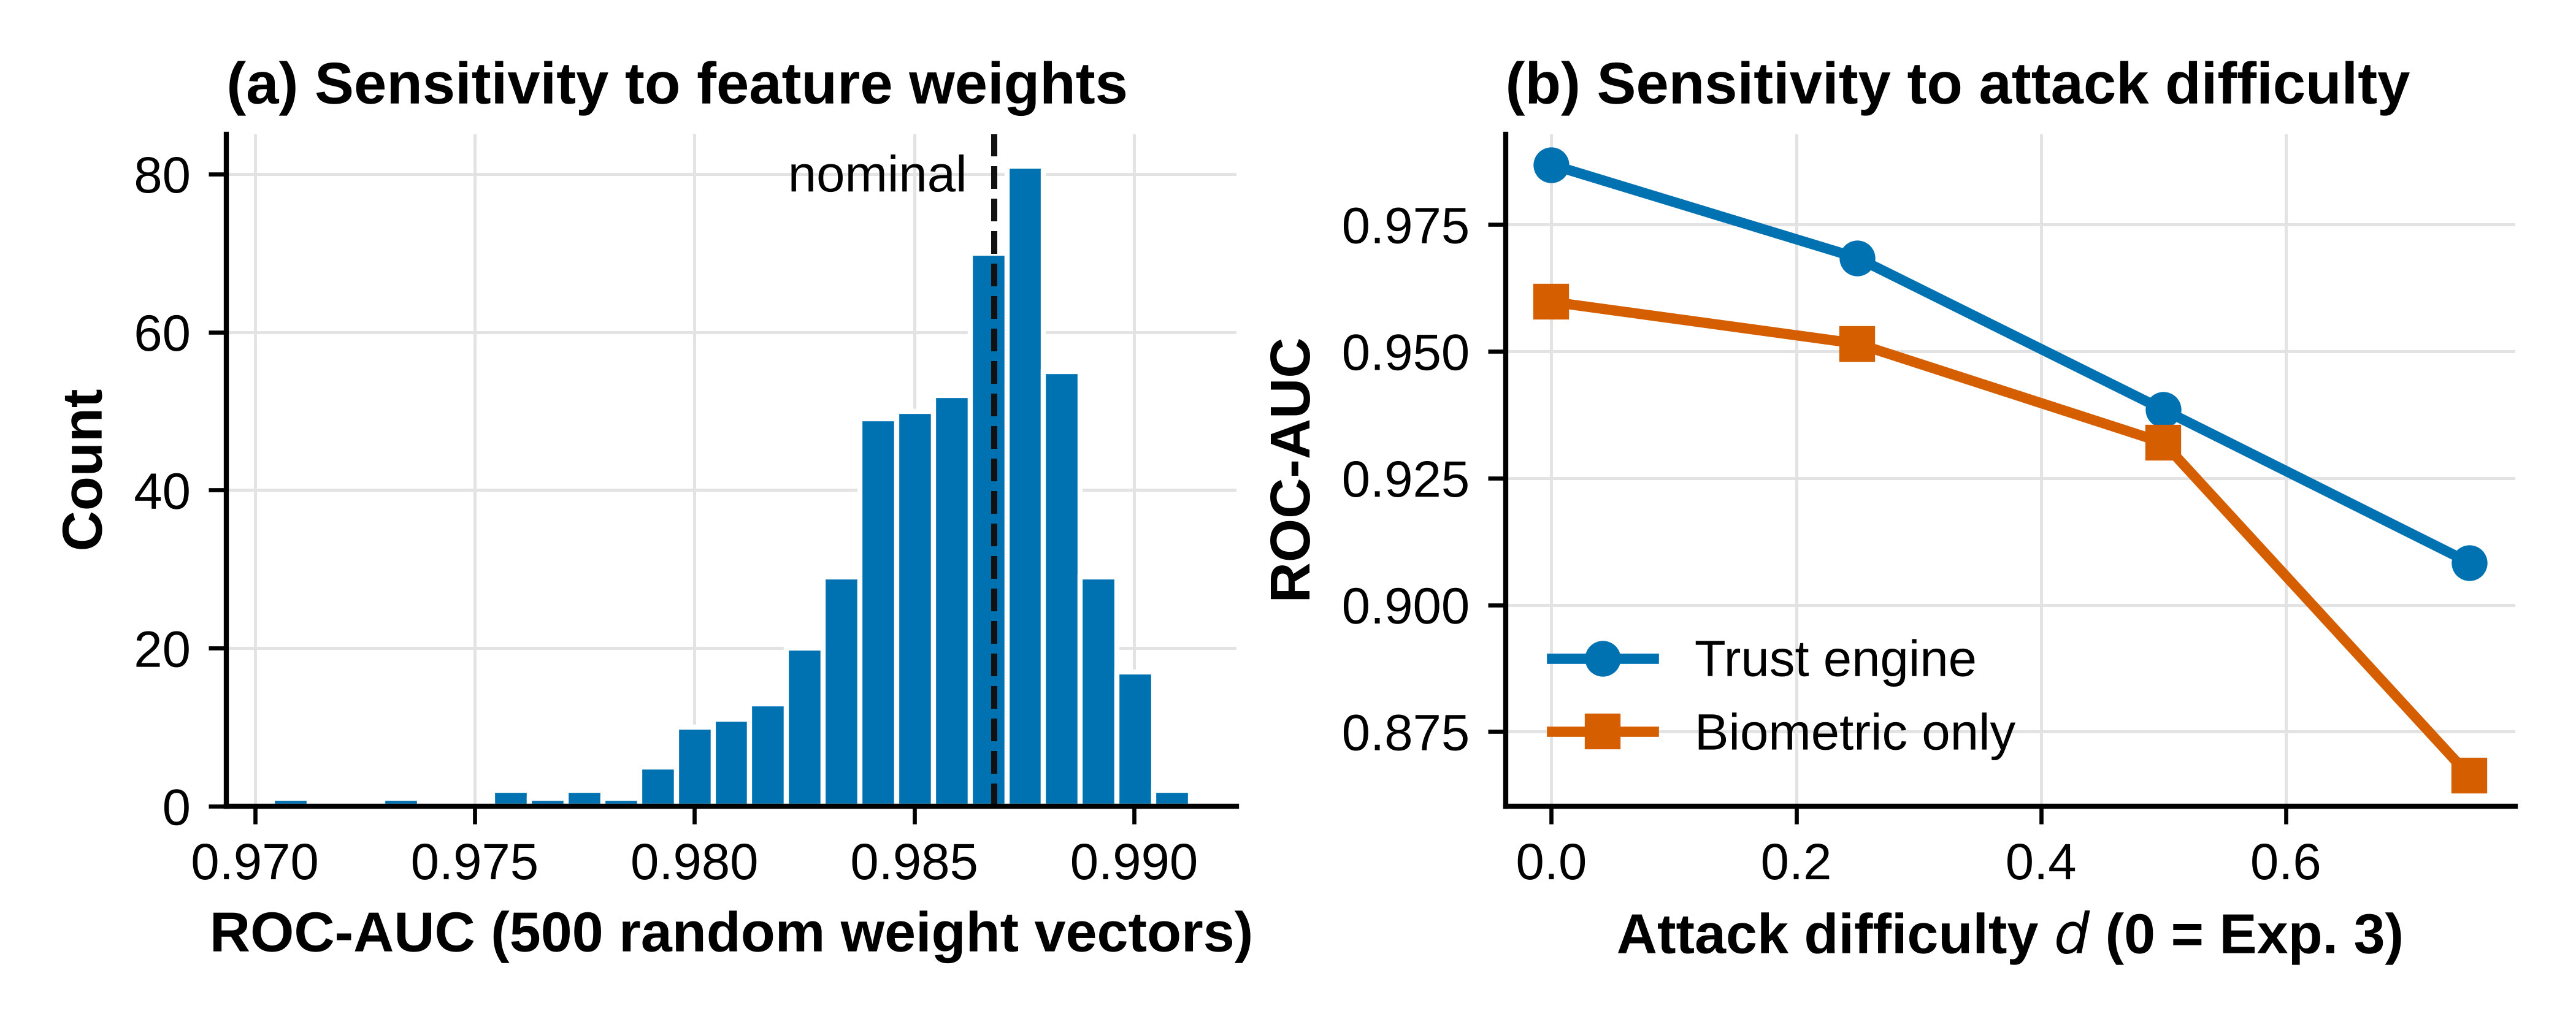 (a) Sensitivity to feature weights
nominal
80
60
40
20
0
Count
0.970 0.975 0.980 0.985 0.990
ROC-AUC (500 random weight vectors)
(b) Sensitivity to attack difficulty
0.975
0.950
0.925
0.900
0.875
ROC-AUC
Trust engine
Biometric only
0.0 0.2 0.4 0.6
Attack difficulty d (0 = Exp. 3)